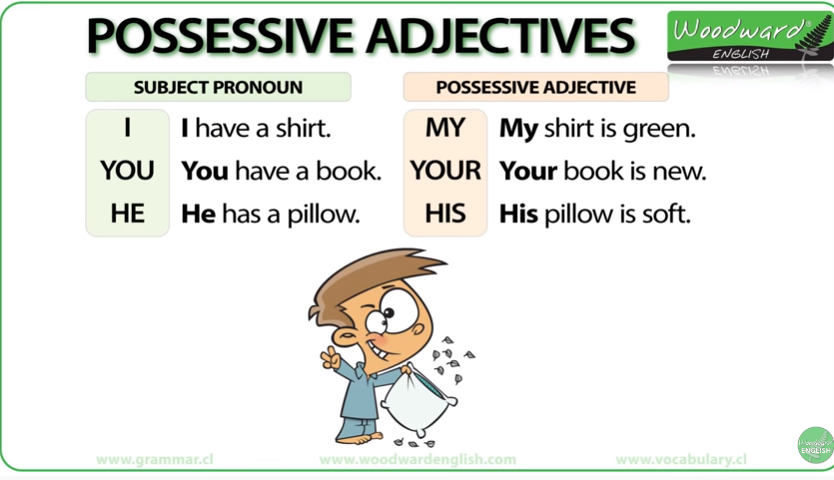 POSSESSIVE ADJECTIVES
Woodward®
ENGLISH
SUBJECT PRONOUN
POSSESSIVE ADJECTIVE
I I have a shirt. MY My shirt is green.
YOU You have a book. YOUR Your book is new.
HE He has a pillow. HIS His pillow is soft.
www.grammar.cl
www.woodwardenglish.com
www.vocabulary.cl
Woodward
ENGLISH